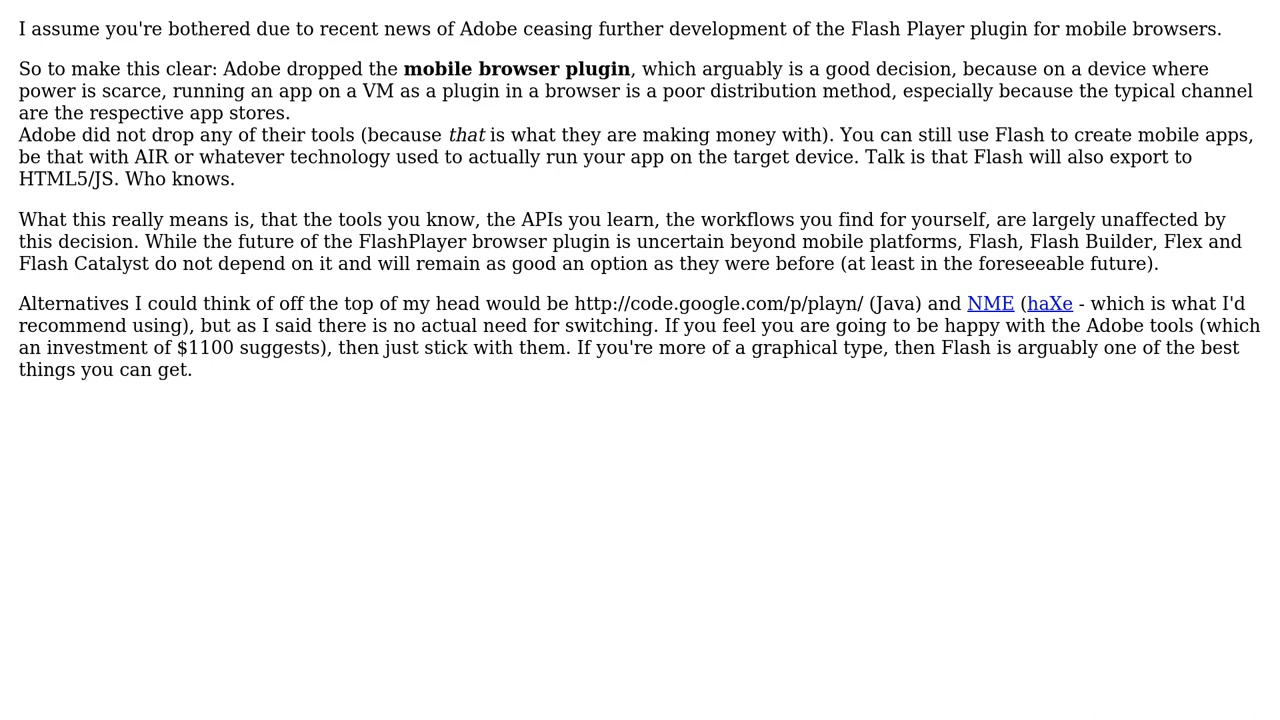 I assume you're bothered due to recent news of Adobe ceasing further development of the Flash Player plugin for mobile browsers.
So to make this clear: Adobe dropped the mobile browser plugin, which arguably is a good decision, because on a device where
power is scarce, running an app on a VM as a plugin in a browser is a poor distribution method, especially because the typical channel
are the respective app stores.
Adobe did not drop any of their tools (because that is what they are making money with). You can still use Flash to create mobile apps,
be that with AIR or whatever technology used to actually run your app on the target device. Talk is that Flash will also export to
HTML5/JS. Who knows.
What this really means is, that the tools you know, the APIs you learn, the workflows you find for yourself, are largely unaffected by
this decision. While the future of the FlashPlayer browser plugin is uncertain beyond mobile platforms, Flash, Flash Builder, Flex and
Flash Catalyst do not depend on it and will remain as good an option as they were before (at least in the foreseeable future).
Alternatives I could think of off the top of my head would be http://code.google.com/p/playn/ (Java) and NME (haXe - which is what I'd
recommend using), but as I said there is no actual need for switching. If you feel you are going to be happy with the Adobe tools (which
an investment of $1100 suggests), then just stick with them. If you're more of a graphical type, then Flash is arguably one of the best
things you can get.